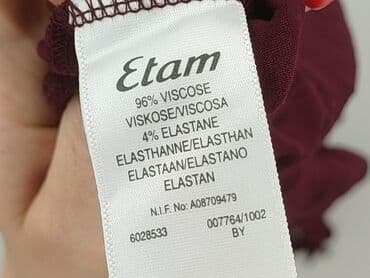 Etam
96% VISCOSE
VISKOSE/VISCOSA
4% ELASTANE
ELASTHANNE/ELASTHAN
ELASTAAN/ELASTANO
ELASTAN
N.I.F. No: A08709479
6028533 007764/1002
BY